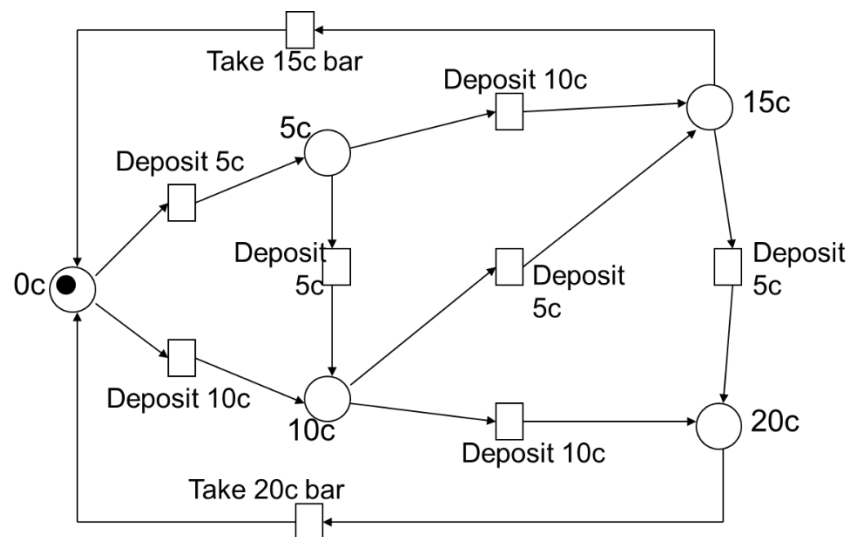 Take 15c bar
Deposit 10c
15c
5c
Deposit 5c
Deposit
5c
Deposit
5c
Deposit
5c
0c
Deposit 10c
10c
20c
Deposit 10c
Take 20c bar